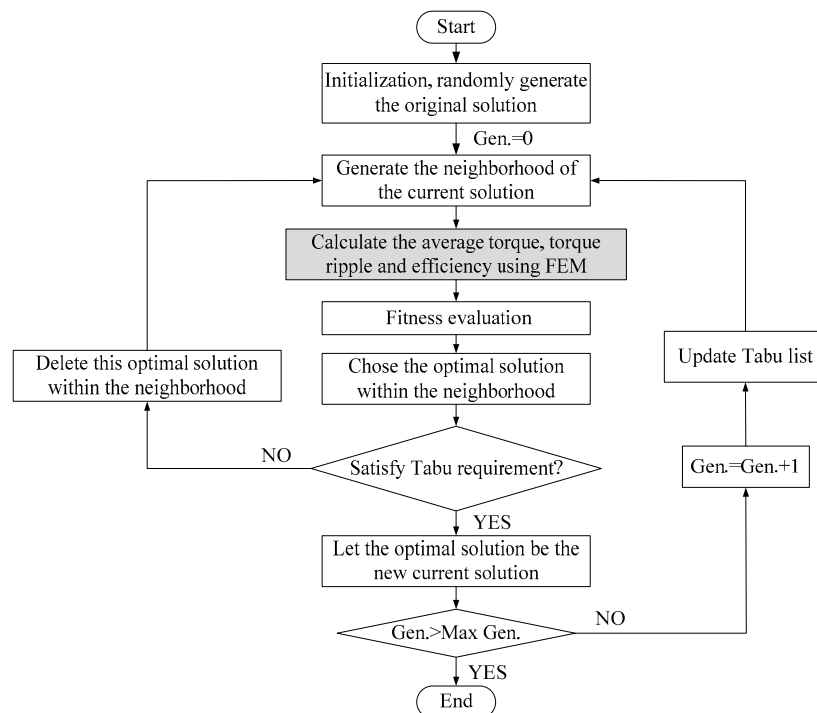 Start
Initialization, randomly generate
the original solution
Gen.=0
Generate the neighborhood of
the current solution
Calculate the average torque, torque
ripple and efficiency using FEM
Fitness evaluation
Delete this optimal solution
within the neighborhood
Chose the optimal solution
within the neighborhood
Update Tabu list
NO
Satisfy Tabu requirement?
Gen.=Gen.+1
YES
Let the optimal solution be the
new current solution
Gen.>Max Gen.
NO
YES
End